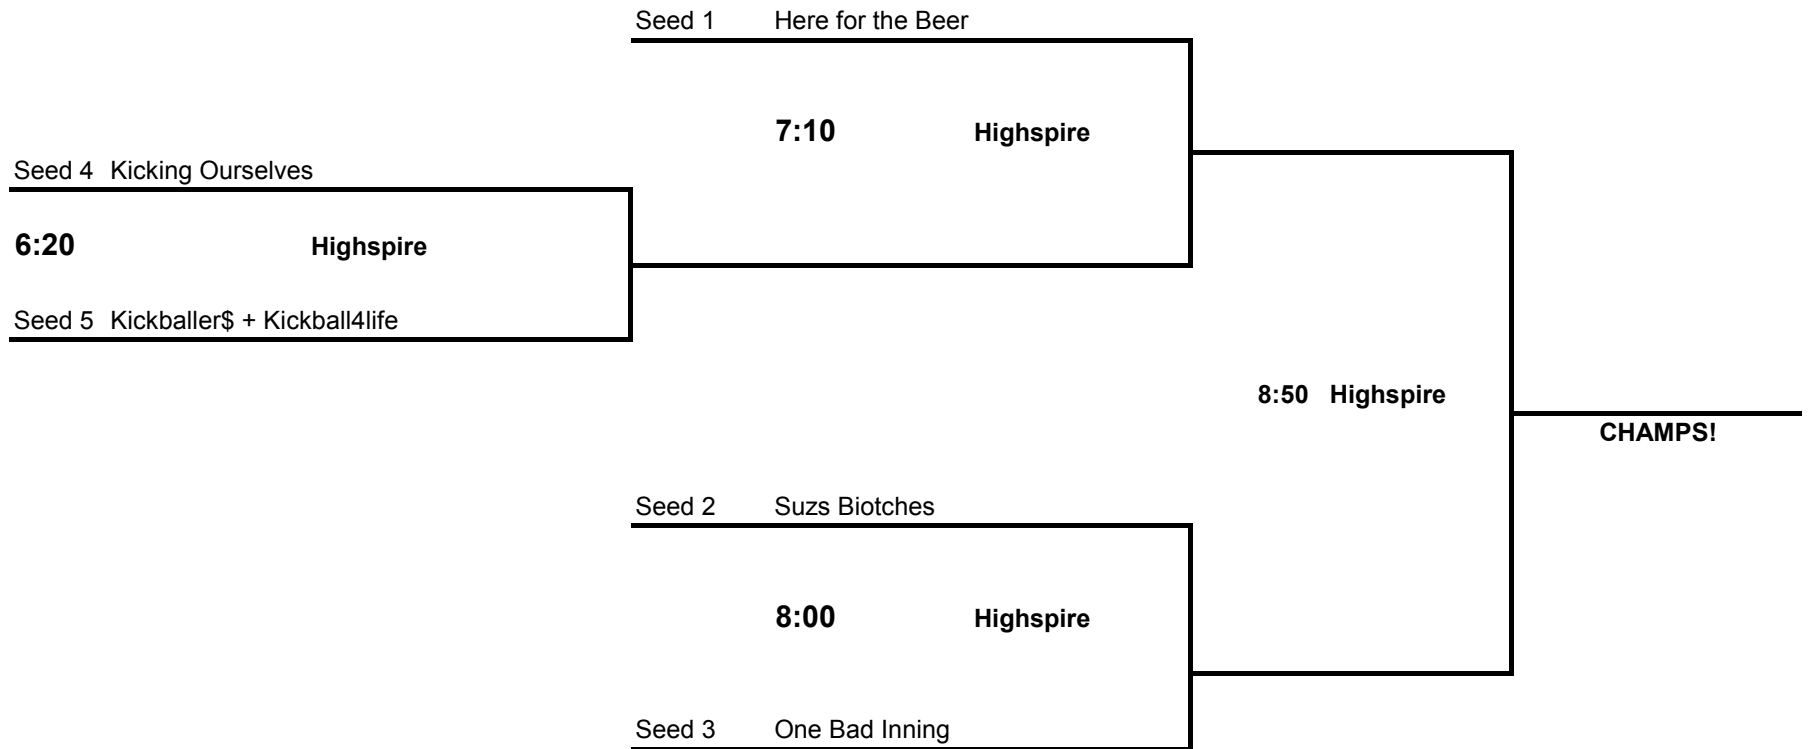 Seed 1 Here for the Beer
7:10 Highspire
Seed 4 Kicking Ourselves
6:20 Highspire
Seed 5 Kickballer$ + Kickball4life
8:50 Highspire
CHAMPS!
Seed 2 Suzs Biotches
8:00 Highspire
Seed 3 One Bad Inning